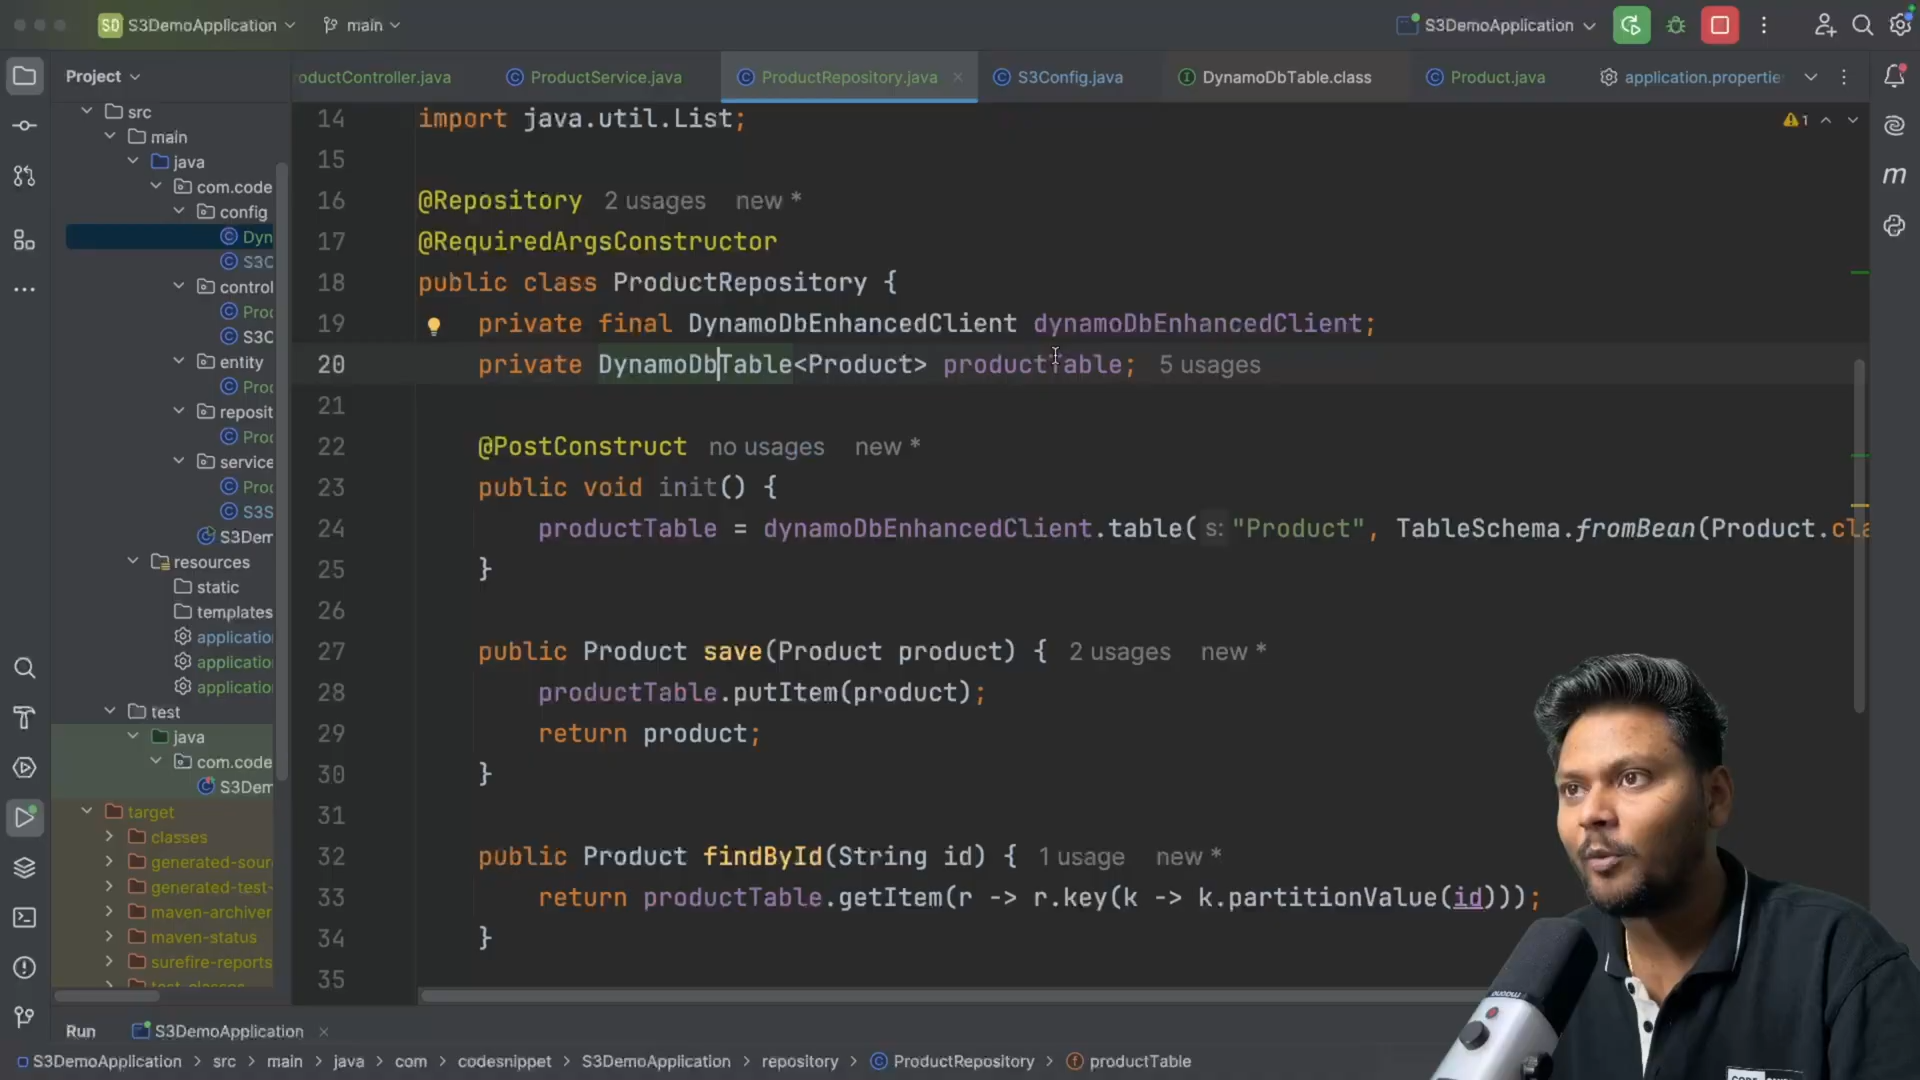 SD S3DemoApplication main S3DemoApplication
Project
oductController.java ProductService.java ProductRepository.java S3Config.java DynamoDbTable.class Product.java application.propertie
src
main
java
com.code
config
Dyn
S3C
control
Proc
S3C
entity
Proc
reposit
Proc
service
Proc
S3S
S3Dem
resources
static
templates
applicatio
applicatio
applicatio
test
java
com.code
S3Dem
target
classes
generated-sour
generated-test-
maven-archiver
maven-status
surefire-reports
test-classes
14 import java.util.List;
1
15
16 @Repository 2 usages new *
17 @RequiredArgsConstructor
18 public class ProductRepository {
19 private final DynamoDbEnhancedClient dynamoDbEnhancedClient;
20 private DynamoDbTable<Product> productTable; 5 usages
21
22 @PostConstruct no usages new *
23 public void init() {
24 productTable = dynamoDbEnhancedClient.table( s: "Product", TableSchema.fromBean(Product.cla
25 }
26
27 public Product save(Product product) { 2 usages new *
28 productTable.putItem(product);
29 return product;
30 }
31
32 public Product findById(String id) { 1 usage new *
33 return productTable.getItem(r -> r.key(k -> k.partitionValue(id)));
34 }
35
m
Run S3DemoApplication
S3DemoApplication > src > main > java > com > codesnippet > S3DemoApplication > repository > ProductRepository > productTable